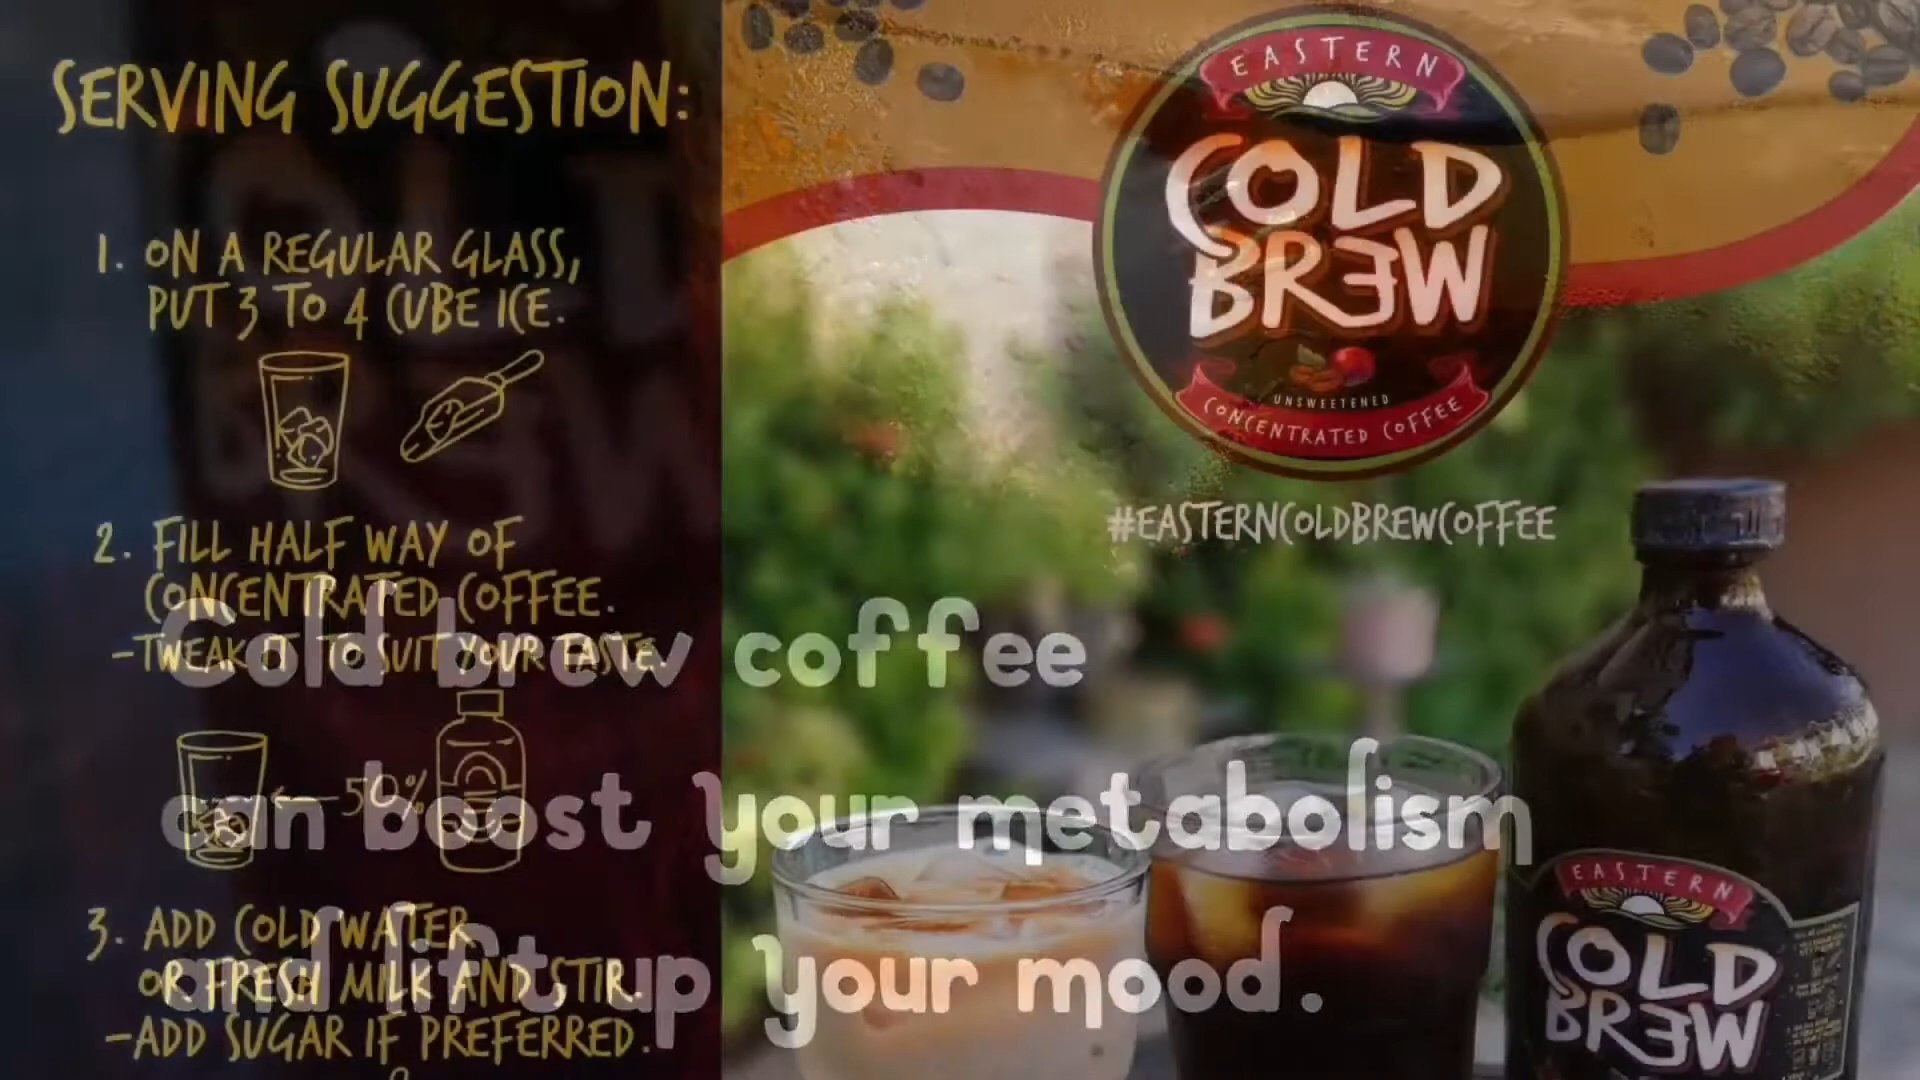 SERVING SUGGESTION:
1. ON A REGULAR GLASS,
PUT 3 TO 4 CUBE ICE.
2. FILL HALF WAY OF
CONCENTRATED COFFEE.
-TWEAK IT TO SUIT YOUR TASTE.
50%
3. ADD COLD WATER
OR FRESH MILK AND STIR.
-ADD SUGAR IF PREFERRED.
EASTERN
COLD
BREW
UNSWEETENED
CONCENTRATED COFFEE
#EASTERNCOLDBREWCOFFEE
Cold brew coffee
can boost your metabolism
and lift up your mood.
EASTERN
COLD
BREW